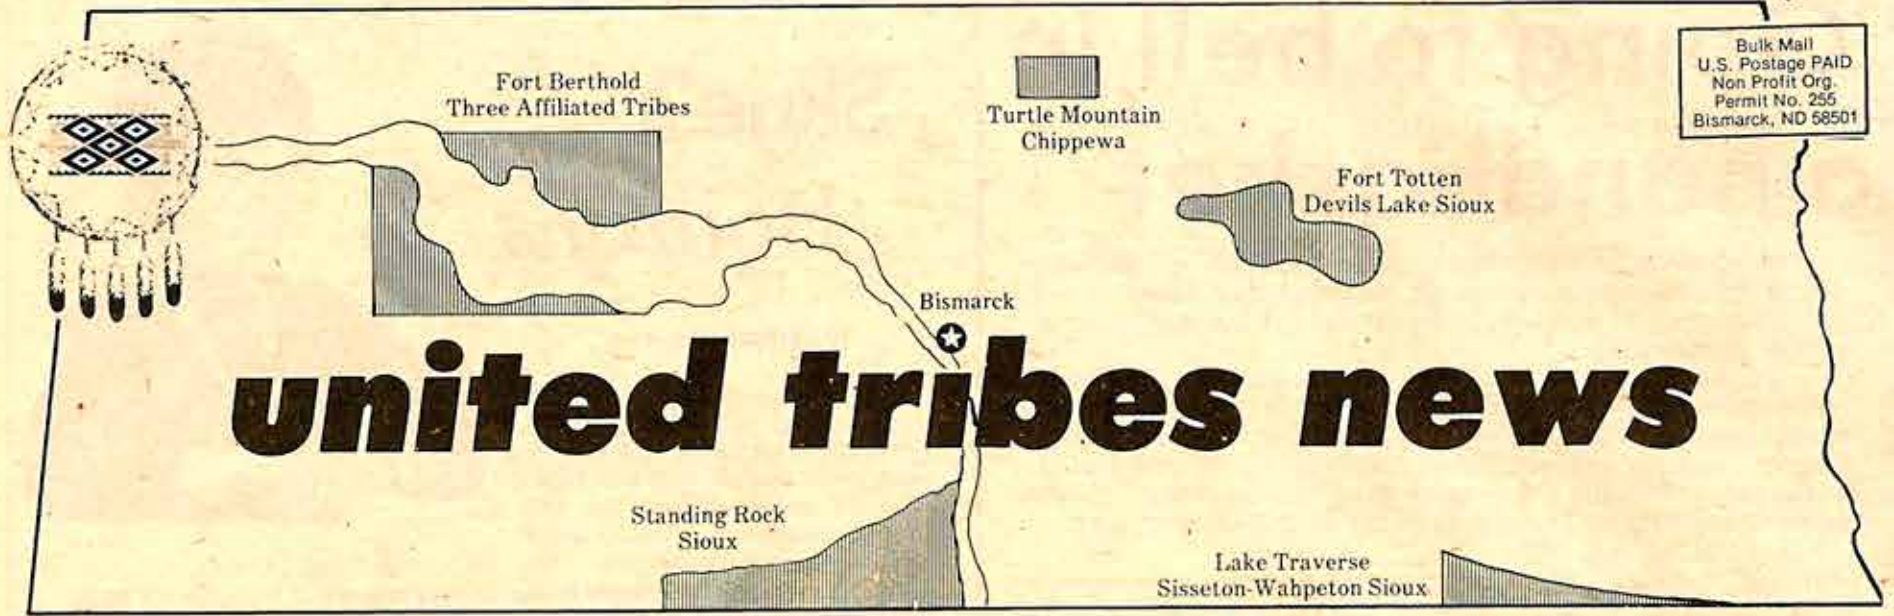 Bulk Mail
U.S. Postage PAID
Non Profit Org.
Permit No. 255
Bismarck, ND 58501
Fort Berthold
Three Affiliated Tribes
Turtle Mountain
Chippewa
Fort Totten
Devils Lake Sioux
Bismarck
united tribes news
Standing Rock
Sioux
Lake Traverse
Sisseton-Wahpeton Sioux